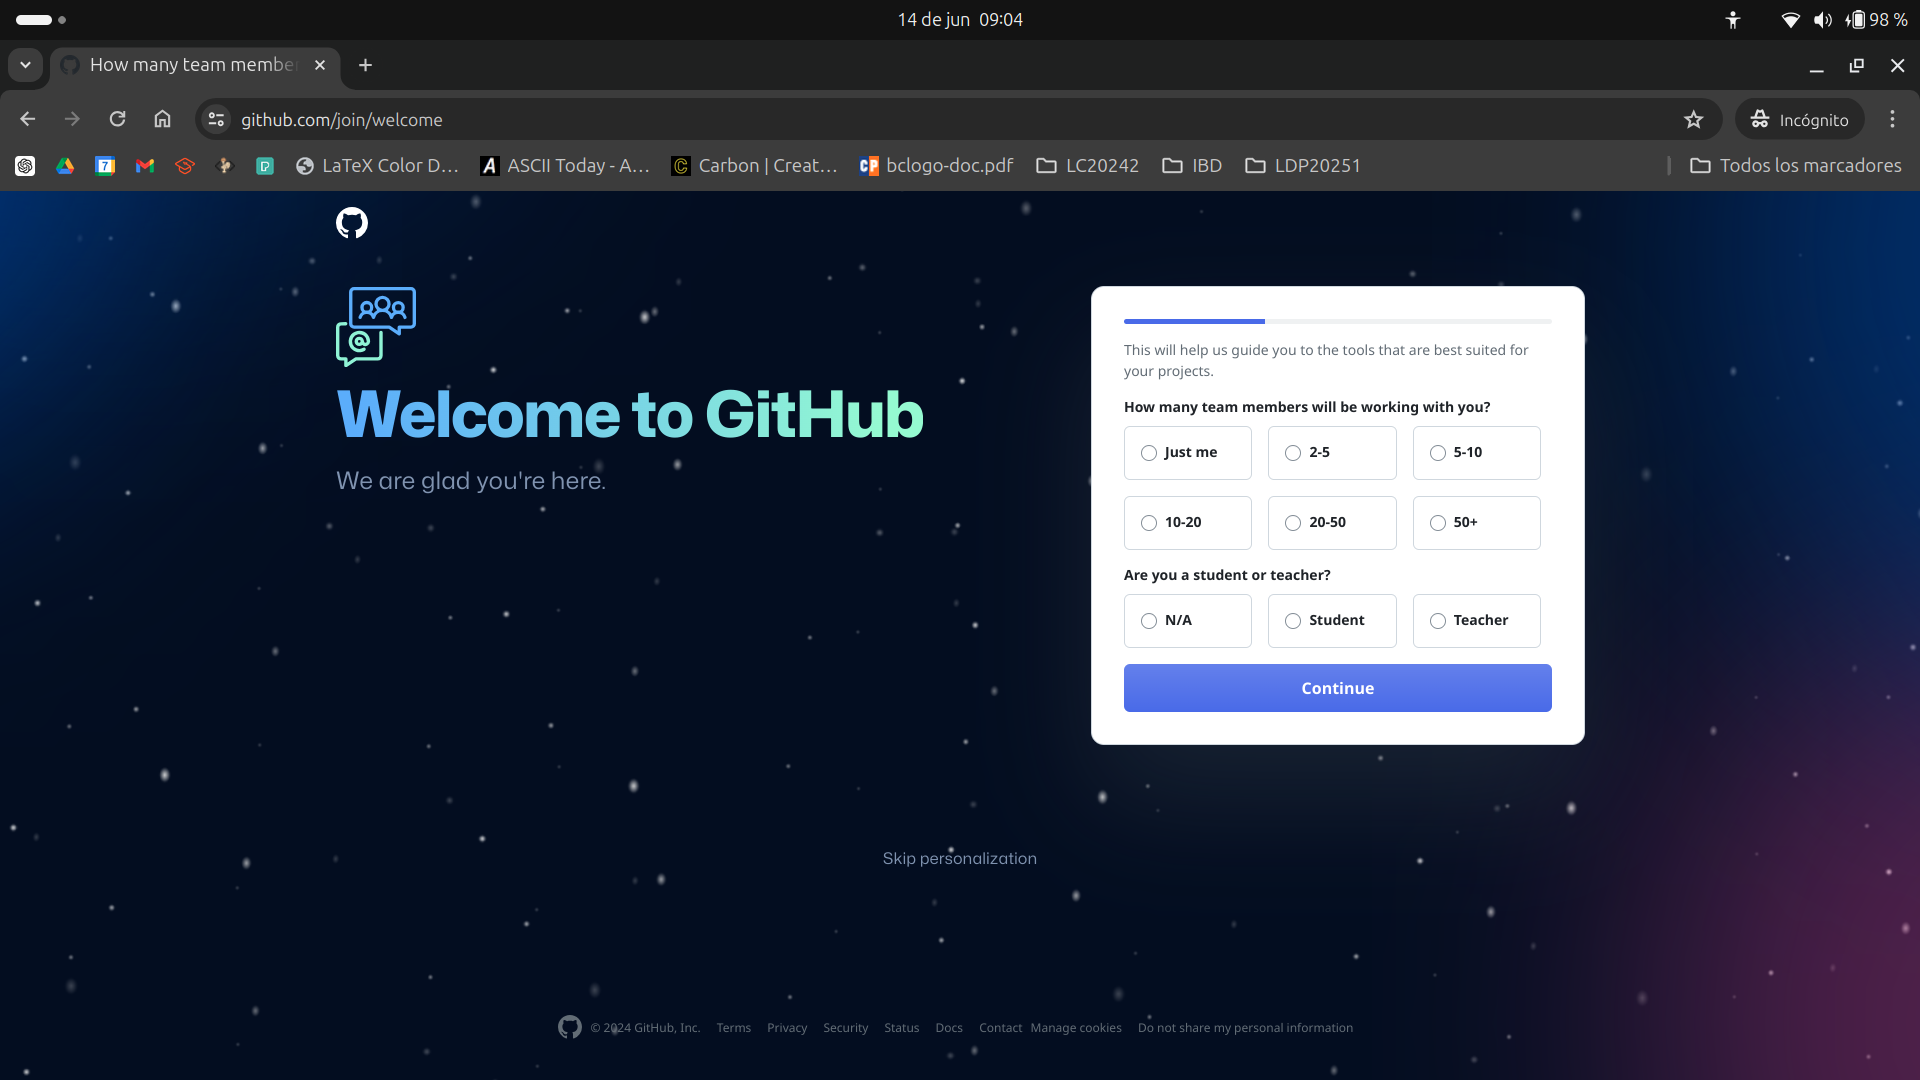 14 de jun 09:04
98 %
How many team membe
github.com/join/welcome
Incógnito
LaTeX Color D...
ASCII Today - A...
Carbon | Creat...
bclogo-doc.pdf
LC20242
IBD
LDP20251
Todos los marcadores
Welcome to GitHub
We are glad you're here.
This will help us guide you to the tools that are best suited for
your projects.
How many team members will be working with you?
Just me
2-5
5-10
10-20
20-50
50+
Are you a student or teacher?
N/A
Student
Teacher
Continue
Skip personalization
© 2024 GitHub, Inc. Terms Privacy Security Status Docs Contact Manage cookies Do not share my personal information